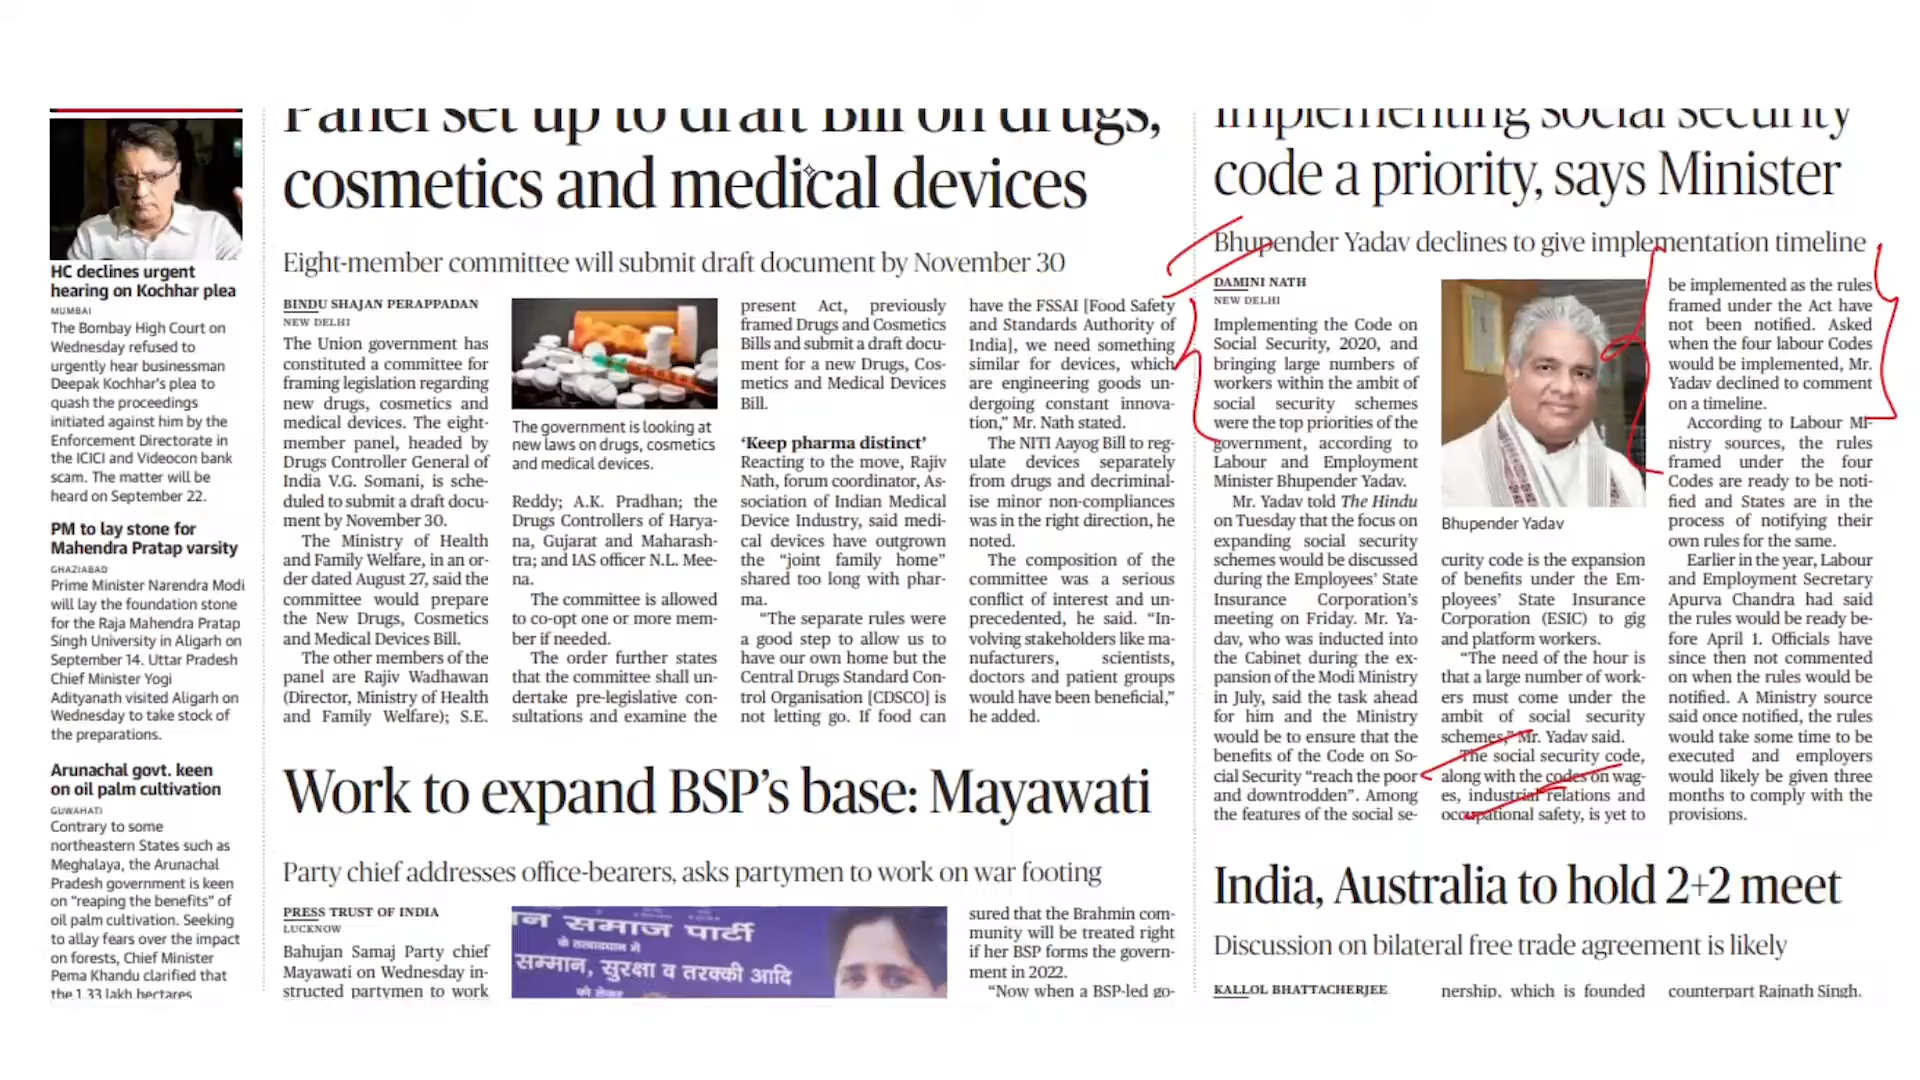 HC declines urgent
hearing on Kochhar plea
MUMBAI
The Bombay High Court on
Wednesday refused to
urgently hear businessman
Deepak Kochhar's plea to
quash the proceedings
initiated against him by the
Enforcement Directorate in
the ICICI and Videocon bank
scam. The matter will be
heard on September 22.
PM to lay stone for
Mahendra Pratap varsity
GHAZIABAD
Prime Minister Narendra Modi
will lay the foundation stone
for the Raja Mahendra Pratap
Singh University in Aligarh on
September 14. Uttar Pradesh
Chief Minister Yogi
Adityanath visited Aligarh on
Wednesday to take stock of
the preparations.
Arunachal govt. keen
on oil palm cultivation
GUWAHATI
Contrary to some
northeastern States such as
Meghalaya, the Arunachal
Pradesh government is keen
on “reaping the benefits” of
oil palm cultivation. Seeking
to allay fears over the impact
on forests, Chief Minister
Pema Khandu clarified that
the 1.33 lakh hectares
Panel set up to draft Bill on drugs,
cosmetics and medical devices
Eight-member committee will submit draft document by November 30
BINDU SHAJAN PERAPPADAN
NEW DELHI
The Union government has
constituted a committee for
framing legislation regarding
new drugs, cosmetics and
medical devices. The eight-
member panel, headed by
Drugs Controller General of
India V.G. Somani, is sche-
duled to submit a draft docu-
ment by November 30.
The Ministry of Health
and Family Welfare, in an or-
der dated August 27, said the
committee would prepare
the New Drugs, Cosmetics
and Medical Devices Bill.
The other members of the
panel are Rajiv Wadhawan
(Director, Ministry of Health
and Family Welfare); S.E.
The government is looking at
new laws on drugs, cosmetics
and medical devices.
Reddy; A.K. Pradhan; the
Drugs Controllers of Harya-
na, Gujarat and Maharash-
tra; and IAS officer N.L. Mee-
na.
The committee is allowed
to co-opt one or more mem-
ber if needed.
The order further states
that the committee shall un-
dertake pre-legislative con-
sultations and examine the
present Act, previously
framed Drugs and Cosmetics
Bills and submit a draft docu-
ment for a new Drugs, Cos-
metics and Medical Devices
Bill.
‘Keep pharma distinct’
Reacting to the move, Rajiv
Nath, forum coordinator, As-
sociation of Indian Medical
Device Industry, said medi-
cal devices have outgrown
the “joint family home”
shared too long with phar-
ma.
“The separate rules were
a good step to allow us to
have our own home but the
Central Drugs Standard Con-
trol Organisation [CDSCO] is
not letting go. If food can
have the FSSAI [Food Safety
and Standards Authority of
India], we need something
similar for devices, which
are engineering goods un-
dergoing constant innova-
tion,” Mr. Nath stated.
The NITI Aayog Bill to reg-
ulate devices separately
from drugs and decriminal-
ise minor non-compliances
was in the right direction, he
noted.
The composition of the
committee was a serious
conflict of interest and un-
precedented, he said. “In-
volving stakeholders like ma-
nufacturers, scientists,
doctors and patient groups
would have been beneficial,”
he added.
Work to expand BSP’s base: Mayawati
Party chief addresses office-bearers, asks partymen to work on war footing
PRESS TRUST OF INDIA
LUCKNOW
Bahujan Samaj Party chief
Mayawati on Wednesday in-
structed partymen to work
न समाज पार्टी
के तत्वावधान में
सम्मान, सुरक्षा व तरक्की आदि
को लेकर
sured that the Brahmin com-
munity will be treated right
if her BSP forms the govern-
ment in 2022.
“Now when a BSP-led go-
Implementing social security
code a priority, says Minister
Bhupender Yadav declines to give implementation timeline
DAMINI NATH
NEW DELHI
Implementing the Code on
Social Security, 2020, and
bringing large numbers of
workers within the ambit of
social security schemes
were the top priorities of the
government, according to
Labour and Employment
Minister Bhupender Yadav.
Mr. Yadav told The Hindu
on Tuesday that the focus on
expanding social security
schemes would be discussed
during the Employees’ State
Insurance Corporation’s
meeting on Friday. Mr. Ya-
dav, who was inducted into
the Cabinet during the ex-
pansion of the Modi Ministry
in July, said the task ahead
for him and the Ministry
would be to ensure that the
benefits of the Code on So-
cial Security “reach the poor
and downtrodden”. Among
the features of the social se-
Bhupender Yadav
curity code is the expansion
of benefits under the Em-
ployees’ State Insurance
Corporation (ESIC) to gig
and platform workers.
“The need of the hour is
that a large number of work-
ers must come under the
ambit of social security
schemes,” Mr. Yadav said.
The social security code,
along with the codes on wag-
es, industrial relations and
occupational safety, is yet to
be implemented as the rules
framed under the Act have
not been notified. Asked
when the four labour Codes
would be implemented, Mr.
Yadav declined to comment
on a timeline.
According to Labour Mi-
nistry sources, the rules
framed under the four
Codes are ready to be noti-
fied and States are in the
process of notifying their
own rules for the same.
Earlier in the year, Labour
and Employment Secretary
Apurva Chandra had said
the rules would be ready be-
fore April 1. Officials have
since then not commented
on when the rules would be
notified. A Ministry source
said once notified, the rules
would take some time to be
executed and employers
would likely be given three
months to comply with the
provisions.
India, Australia to hold 2+2 meet
Discussion on bilateral free trade agreement is likely
KALLOL BHATTACHERJEE
nership, which is founded
counterpart Rajnath Singh.